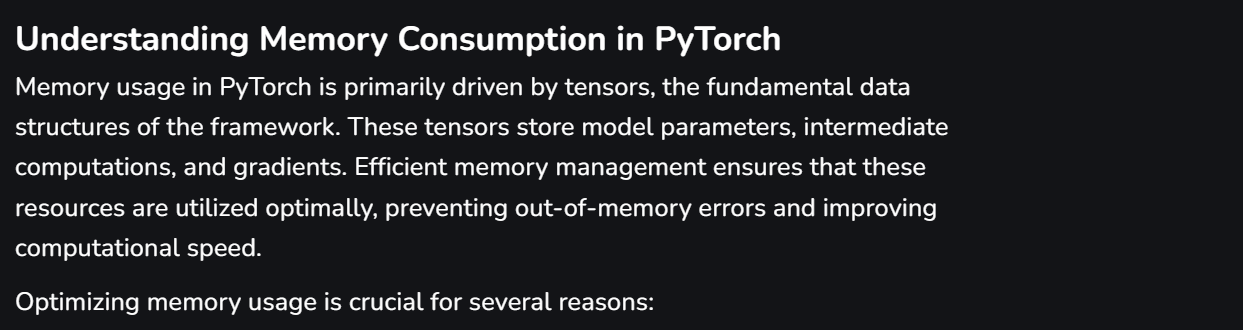 Understanding Memory Consumption in PyTorch
Memory usage in PyTorch is primarily driven by tensors, the fundamental data
structures of the framework. These tensors store model parameters, intermediate
computations, and gradients. Efficient memory management ensures that these
resources are utilized optimally, preventing out-of-memory errors and improving
computational speed.
Optimizing memory usage is crucial for several reasons: